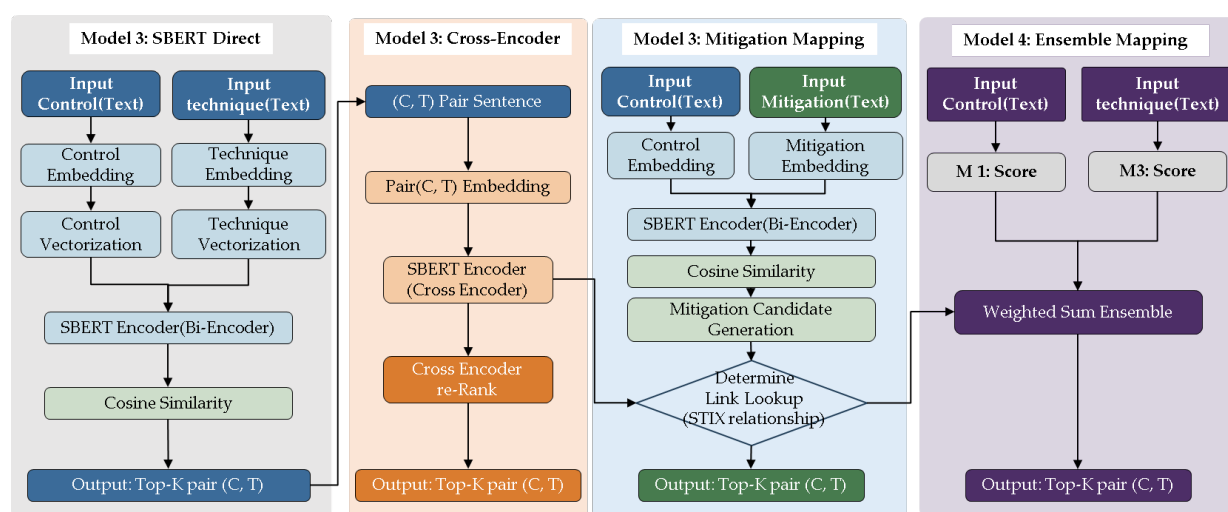 Model 3: SBERT Direct
Input
Control(Text)
Input
technique(Text)
Control
Embedding
Technique
Embedding
Control
Vectorization
Technique
Vectorization
SBERT Encoder(Bi-Encoder)
Cosine Similarity
Output: Top-K pair (C, T)
Model 3: Cross-Encoder
(C, T) Pair Sentence
Pair(C, T) Embedding
SBERT Encoder
(Cross Encoder)
Cross Encoder
re-Rank
Output: Top-K pair (C, T)
Model 3: Mitigation Mapping
Input
Control(Text)
Input
Mitigation(Text)
Control
Embedding
Mitigation
Embedding
SBERT Encoder(Bi-Encoder)
Cosine Similarity
Mitigation Candidate
Generation
Determine
Link Lookup
(STIX relationship)
Output: Top-K pair (C, T)
Model 4: Ensemble Mapping
Input
Control(Text)
Input
technique(Text)
M 1: Score
M3: Score
Weighted Sum Ensemble
Output: Top-K pair (C, T)